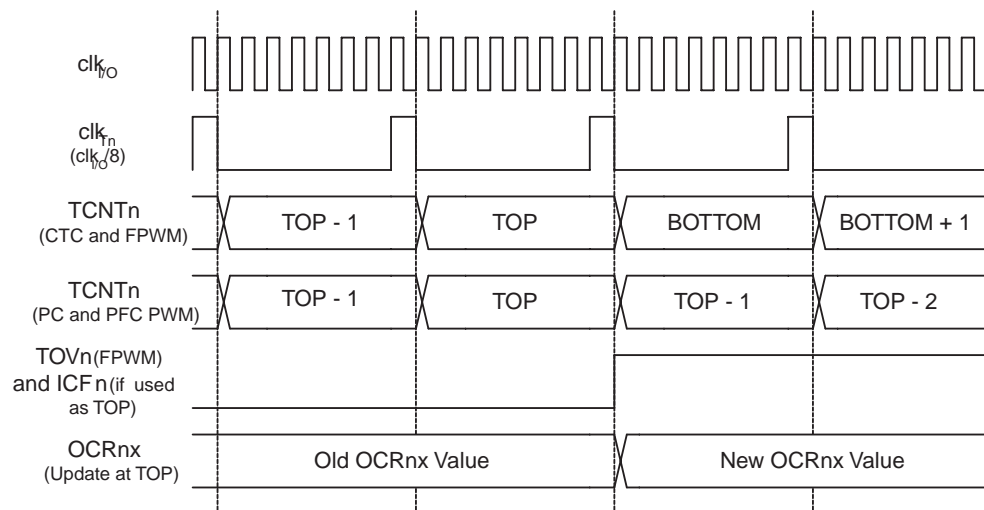 clkI/O
clkTn
(clkI/O/8)
TCNTn
(CTC and FPWM)
TOP - 1
TOP
BOTTOM
BOTTOM + 1
TCNTn
(PC and PFC PWM)
TOP - 1
TOP
TOP - 1
TOP - 2
TOVn(FPWM)
and ICFn(if used
as TOP)
OCRnx
(Update at TOP)
Old OCRnx Value
New OCRnx Value